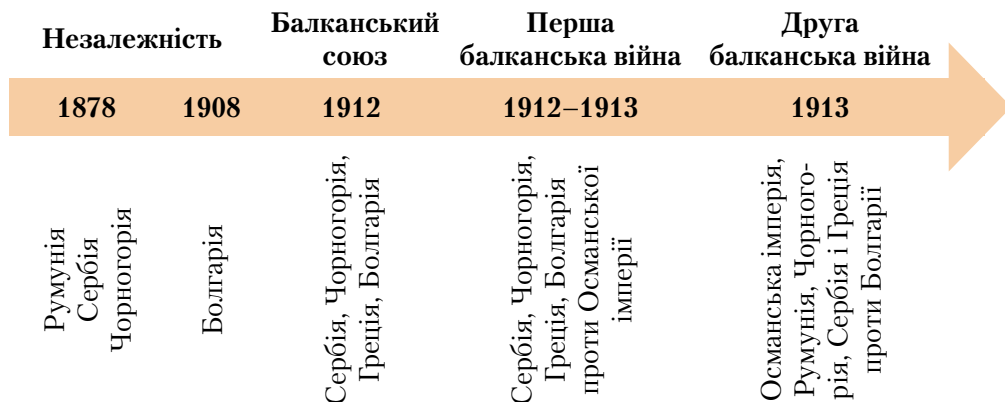 Незалежність
Балканський
союз
Перша
балканська війна
Друга
балканська війна
1878
1908
1912
1912–1913
1913
Румунія
Сербія
Чорногорія
Болгарія
Сербія, Чорногорія,
Греція, Болгарія
Сербія, Чорногорія,
Греція, Болгарія
проти Османської
імперії
Османська імперія,
Румунія, Чорного-
рія, Сербія і Греція
проти Болгарії